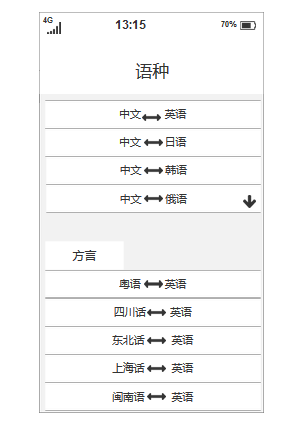 4G 13:15 70%
语种
中文 英语
中文 日语
中文 韩语
中文 俄语
方言
粤语 英语
四川话 英语
东北话 英语
上海话 英语
闽南语 英语